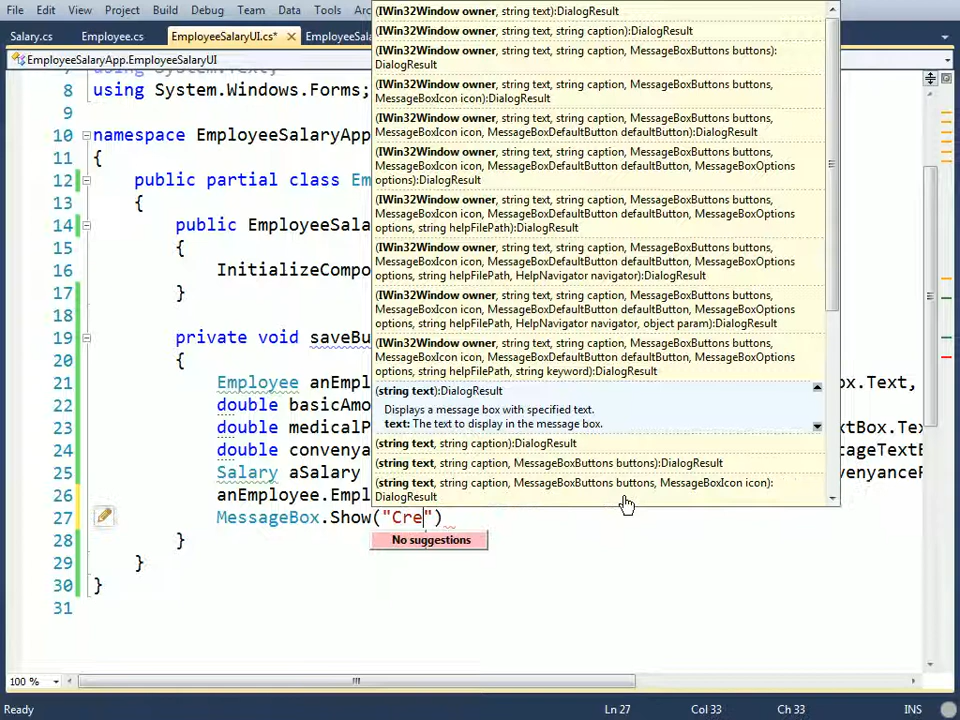 File Edit View Project Build Debug Team Data Tools
Salary.cs Employee.cs EmployeeSalaryUI.cs* EmployeeSala
EmployeeSalaryApp.EmployeeSalaryUI
8 using System.Windows.Forms;
9
10 namespace EmployeeSalaryApp
11 {
12 public partial class Em
13 {
14 public EmployeeSala
15 {
16 InitializeCompo
17 }
18
19 private void saveBu
20 {
21 Employee anEmpl ox.Text,
22 double basicAmo
23 double medicalP tBox.Tex
24 double convenya tageTextB
25 Salary aSalary nvenyanceP
26 anEmployee.Empl
27 MessageBox.Show("Cre")
28 }
29 }
30 }
31
(IWin32Window owner, string text):DialogResult
(IWin32Window owner, string text, string caption):DialogResult
(IWin32Window owner, string text, string caption, MessageBoxButtons buttons):
DialogResult
(IWin32Window owner, string text, string caption, MessageBoxButtons buttons,
MessageBoxIcon icon):DialogResult
(IWin32Window owner, string text, string caption, MessageBoxButtons buttons,
MessageBoxIcon icon, MessageBoxDefaultButton defaultButton):DialogResult
(IWin32Window owner, string text, string caption, MessageBoxButtons buttons,
MessageBoxIcon icon, MessageBoxDefaultButton defaultButton, MessageBoxOptions
options):DialogResult
(IWin32Window owner, string text, string caption, MessageBoxButtons buttons,
MessageBoxIcon icon, MessageBoxDefaultButton defaultButton, MessageBoxOptions
options, string helpFilePath):DialogResult
(IWin32Window owner, string text, string caption, MessageBoxButtons buttons,
MessageBoxIcon icon, MessageBoxDefaultButton defaultButton, MessageBoxOptions
options, string helpFilePath, HelpNavigator navigator):DialogResult
(IWin32Window owner, string text, string caption, MessageBoxButtons buttons,
MessageBoxIcon icon, MessageBoxDefaultButton defaultButton, MessageBoxOptions
options, string helpFilePath, HelpNavigator navigator, object param):DialogResult
(IWin32Window owner, string text, string caption, MessageBoxButtons buttons,
MessageBoxIcon icon, MessageBoxDefaultButton defaultButton, MessageBoxOptions
options, string helpFilePath, string keyword):DialogResult
(string text):DialogResult
Displays a message box with specified text.
text: The text to display in the message box.
(string text, string caption):DialogResult
(string text, string caption, MessageBoxButtons buttons):DialogResult
(string text, string caption, MessageBoxButtons buttons, MessageBoxIcon icon):
DialogResult
No suggestions
100 %
Ready Ln 27 Col 33 Ch 33 INS